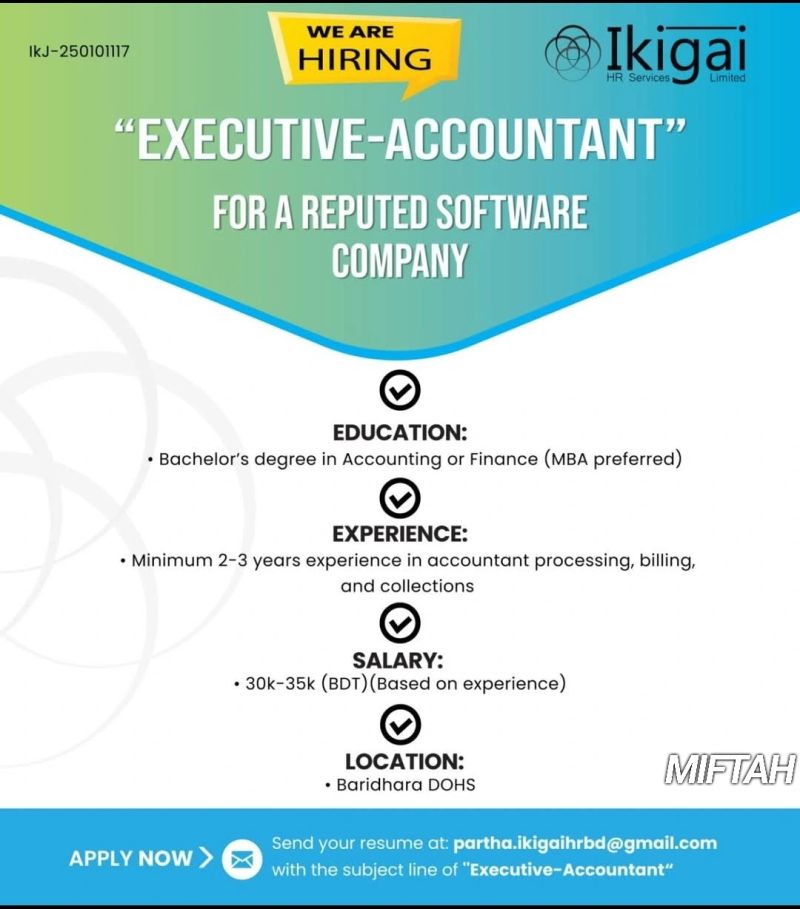 IkJ-250101117
WE ARE
HIRING
Ikigai
HR Services Limited
“EXECUTIVE-ACCOUNTANT”
FOR A REPUTED SOFTWARE
COMPANY
EDUCATION:
• Bachelor’s degree in Accounting or Finance (MBA preferred)
EXPERIENCE:
• Minimum 2-3 years experience in accountant processing, billing,
and collections
SALARY:
• 30k-35k (BDT)(Based on experience)
LOCATION:
• Baridhara DOHS
MIFTAH
APPLY NOW
Send your resume at: partha.ikigaihrbd@gmail.com
with the subject line of "Executive-Accountant“